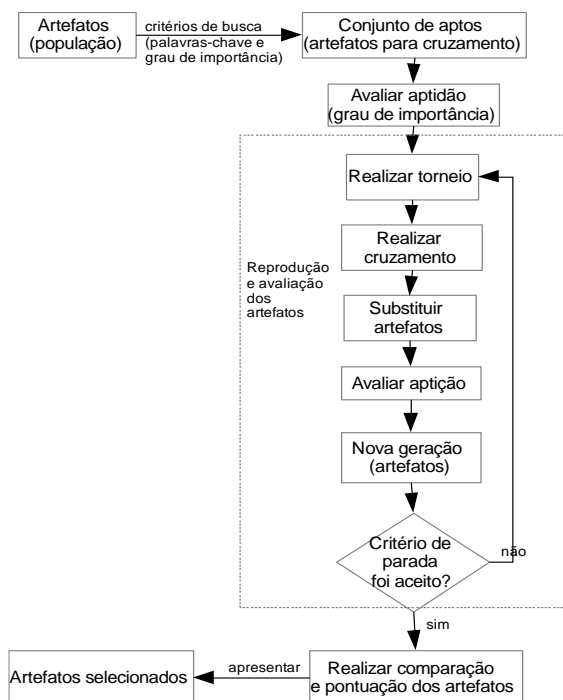 Artefatos
(população)
critérios de busca
(palavras-chave e
grau de importância)
Conjunto de aptos
(artefatos para cruzamento)
Avaliar aptidão
(grau de importância)
Realizar torneio
Realizar
cruzamento
Reprodução
e avaliação
dos
artefatos
Substituir
artefatos
Avaliar aptição
Nova geração
(artefatos)
Critério de
parada
foi aceito?
não
sim
Realizar comparação
e pontuação dos artefatos
apresentar
Artefatos selecionados